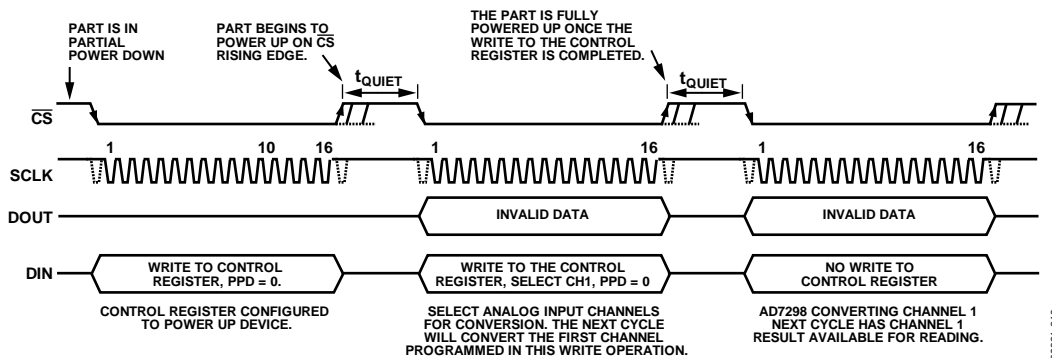 PART IS IN
PARTIAL
POWER DOWN
PART BEGINS TO
POWER UP ON CS
RISING EDGE.
THE PART IS FULLY
POWERED UP ONCE THE
WRITE TO THE CONTROL
REGISTER IS COMPLETED.
tQUIET
tQUIET
CS
1 10 16 1 16 1 16
SCLK
DOUT INVALID DATA INVALID DATA
DIN
WRITE TO CONTROL
REGISTER, PPD = 0.
WRITE TO THE CONTROL
REGISTER, SELECT CH1, PPD = 0
NO WRITE TO
CONTROL REGISTER
CONTROL REGISTER CONFIGURED
TO POWER UP DEVICE.
SELECT ANALOG INPUT CHANNELS
FOR CONVERSION. THE NEXT CYCLE
WILL CONVERT THE FIRST CHANNEL
PROGRAMMED IN THIS WRITE OPERATION.
AD7298 CONVERTING CHANNEL 1
NEXT CYCLE HAS CHANNEL 1
RESULT AVAILABLE FOR READING.